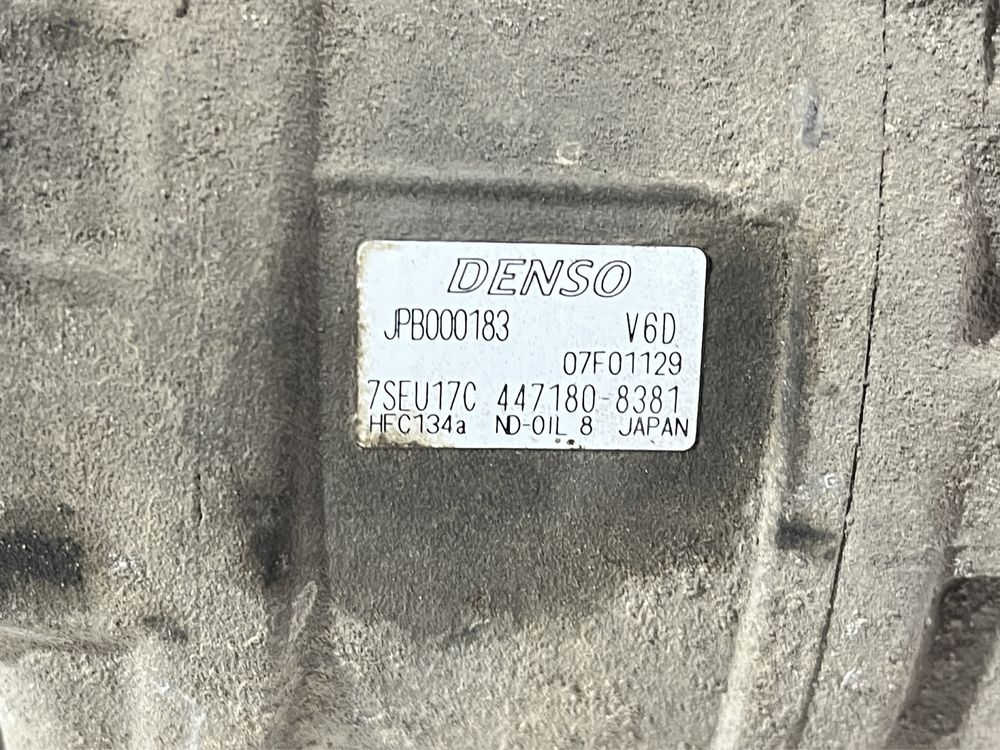 DENSO
JPB000183 V6D
07F01129
7SEU17C 447180-8381
HFC134a ND-OIL 8 JAPAN